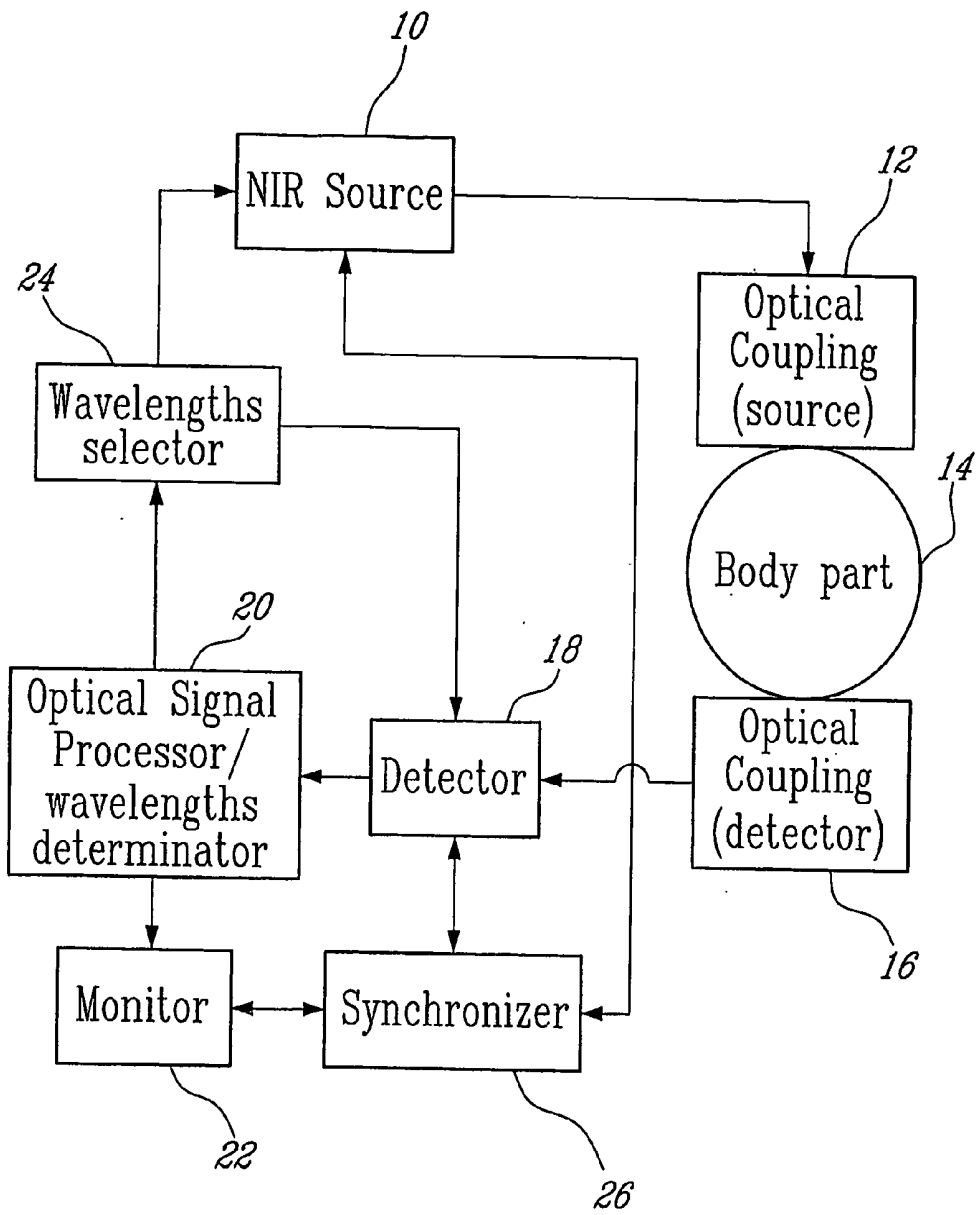 10
NIR Source
12
Optical
Coupling
(source)
24
Wavelengths
selector
14
Body part
20
Optical Signal
Processor/
wavelengths
determinator
18
Detector
Optical
Coupling
(detector)
16
Monitor
22
Synchronizer
26